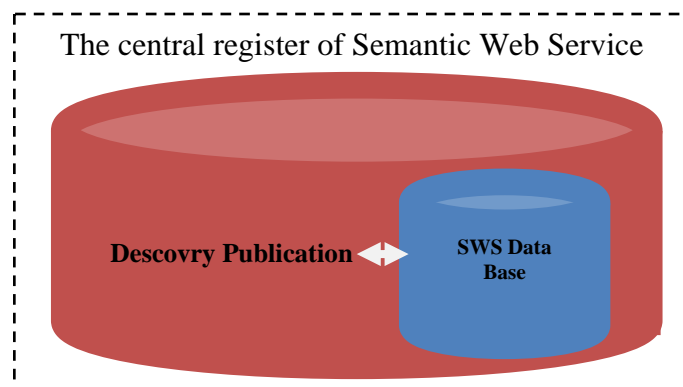 The central register of Semantic Web Service
Descovry Publication
SWS Data
Base